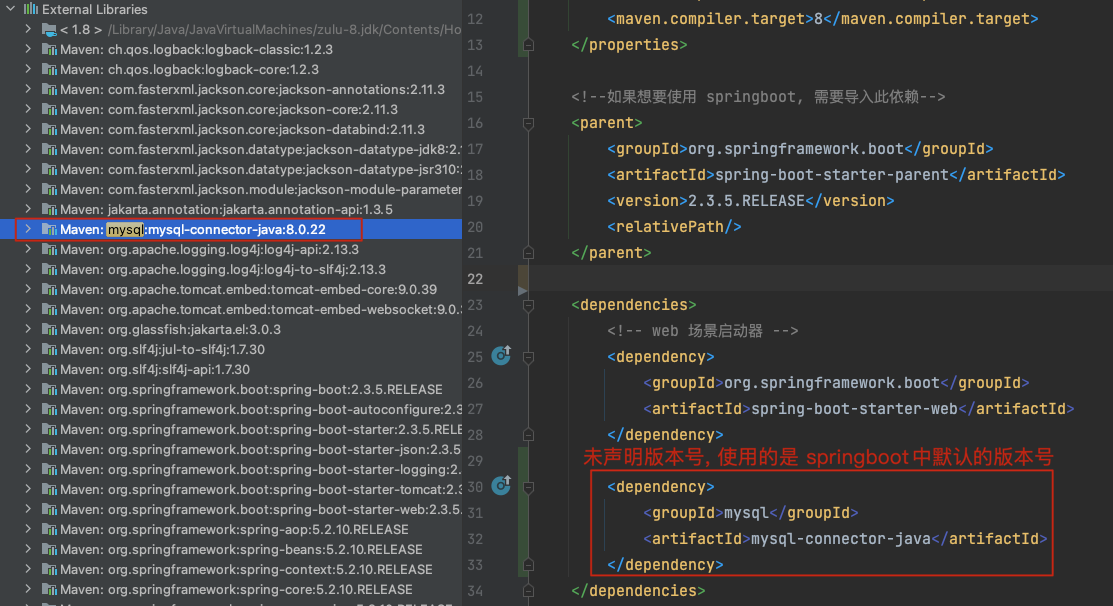 External Libraries
< 1.8 > /Library/Java/JavaVirtualMachines/zulu-8.jdk/Contents/Ho
Maven: ch.qos.logback:logback-classic:1.2.3
Maven: ch.qos.logback:logback-core:1.2.3
Maven: com.fasterxml.jackson.core:jackson-annotations:2.11.3
Maven: com.fasterxml.jackson.core:jackson-core:2.11.3
Maven: com.fasterxml.jackson.core:jackson-databind:2.11.3
Maven: com.fasterxml.jackson.datatype:jackson-datatype-jdk8:2.
Maven: com.fasterxml.jackson.datatype:jackson-datatype-jsr310:
Maven: com.fasterxml.jackson.module:jackson-module-parameter
Maven: jakarta.annotation:jakarta.annotation-api:1.3.5
Maven: mysql:mysql-connector-java:8.0.22
Maven: org.apache.logging.log4j:log4j-api:2.13.3
Maven: org.apache.logging.log4j:log4j-to-slf4j:2.13.3
Maven: org.apache.tomcat.embed:tomcat-embed-core:9.0.39
Maven: org.apache.tomcat.embed:tomcat-embed-websocket:9.0.
Maven: org.glassfish:jakarta.el:3.0.3
Maven: org.slf4j:jul-to-slf4j:1.7.30
Maven: org.slf4j:slf4j-api:1.7.30
Maven: org.springframework.boot:spring-boot:2.3.5.RELEASE
Maven: org.springframework.boot:spring-boot-autoconfigure:2.3
Maven: org.springframework.boot:spring-boot-starter:2.3.5.RELE
Maven: org.springframework.boot:spring-boot-starter-json:2.3.5
Maven: org.springframework.boot:spring-boot-starter-logging:2.
Maven: org.springframework.boot:spring-boot-starter-tomcat:2.3
Maven: org.springframework.boot:spring-boot-starter-web:2.3.5.
Maven: org.springframework:spring-aop:5.2.10.RELEASE
Maven: org.springframework:spring-beans:5.2.10.RELEASE
Maven: org.springframework:spring-context:5.2.10.RELEASE
Maven: org.springframework:spring-core:5.2.10.RELEASE
12 <maven.compiler.target>8</maven.compiler.target>
13 </properties>
14
15 <!--如果想要使用 springboot, 需要导入此依赖-->
16 <parent>
17 <groupId>org.springframework.boot</groupId>
18 <artifactId>spring-boot-starter-parent</artifactId>
19 <version>2.3.5.RELEASE</version>
20 <relativePath/>
21 </parent>
22
23 <dependencies>
24 <!-- web 场景启动器 -->
25 <dependency>
26 <groupId>org.springframework.boot</groupId>
27 <artifactId>spring-boot-starter-web</artifactId>
28 </dependency>
29 未声明版本号, 使用的是 springboot中默认的版本号
30 <dependency>
31 <groupId>mysql</groupId>
32 <artifactId>mysql-connector-java</artifactId>
33 </dependency>
34 </dependencies>